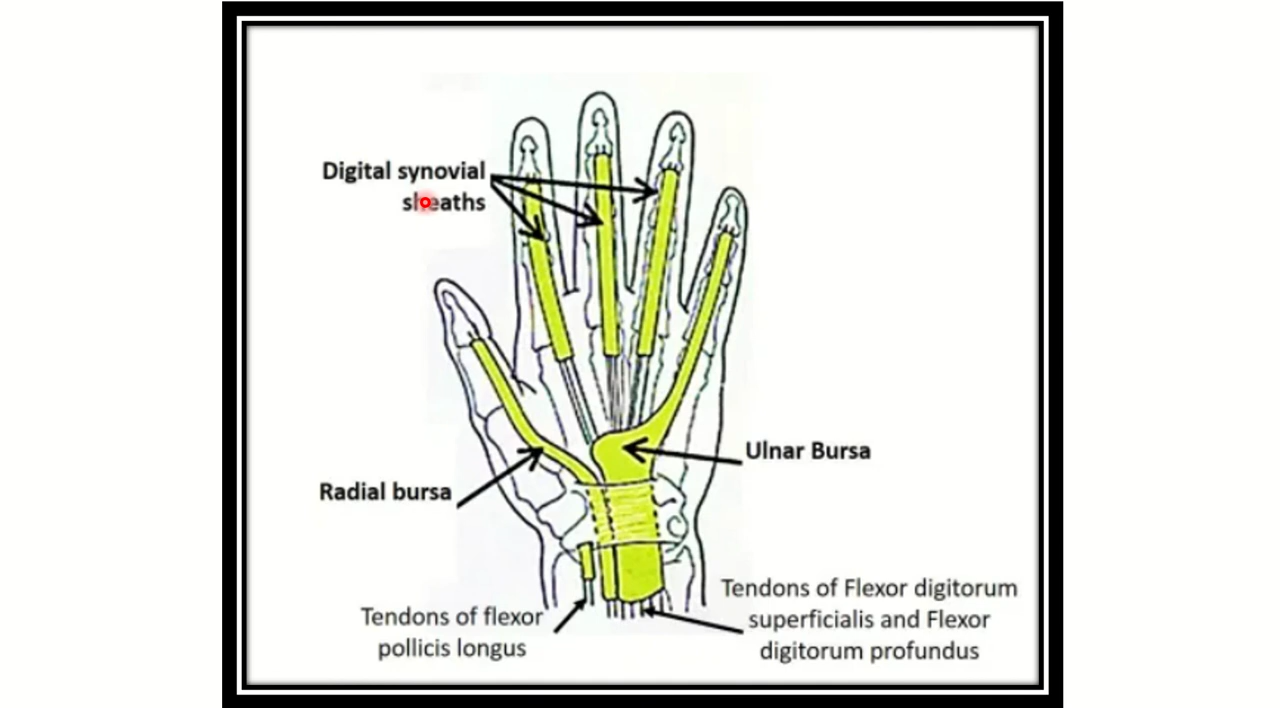 Digital synovial
sheaths
Ulnar Bursa
Radial bursa
Tendons of Flexor digitorum
superficialis and Flexor
digitorum profundus
Tendons of flexor
pollicis longus